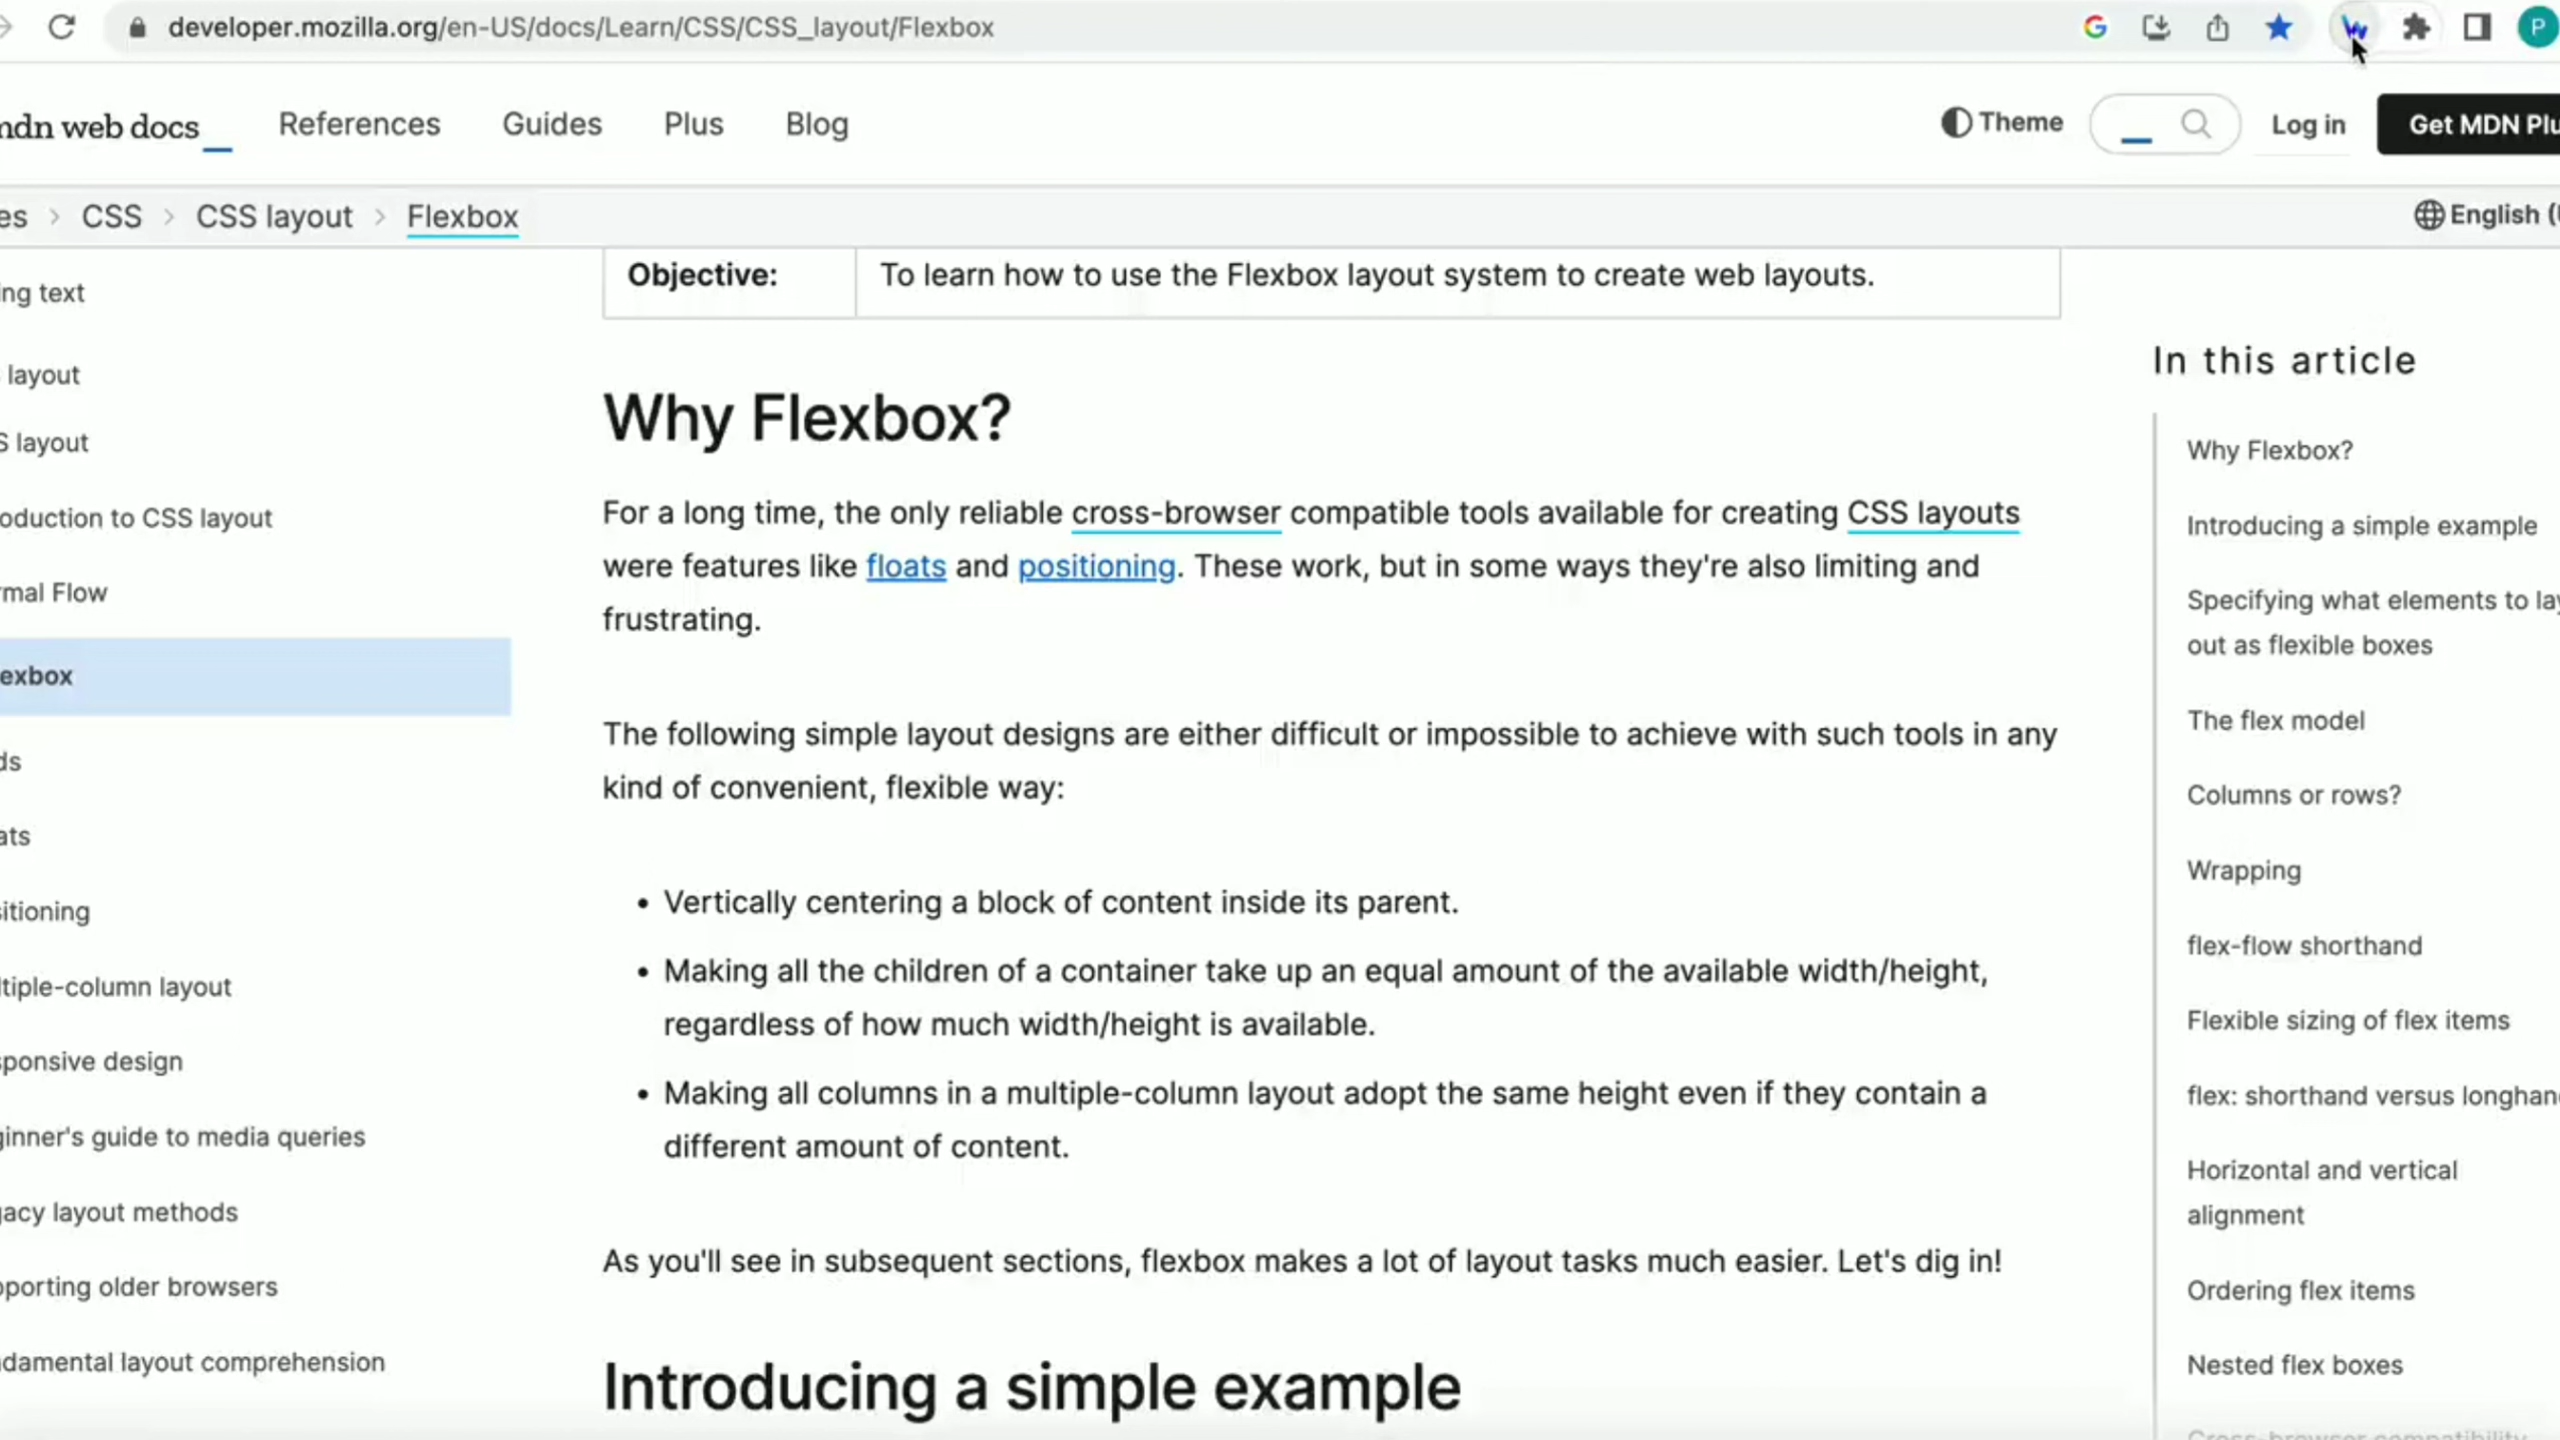 developer.mozilla.org/en-US/docs/Learn/CSS/CSS_layout/Flexbox
P
mdn web docs_
References
Guides
Plus
Blog
Theme
Log in
Get MDN Plu
es > CSS > CSS layout > Flexbox
English (U
ing text
layout
S layout
oduction to CSS layout
rmal Flow
exbox
ds
ats
itioning
ltiple-column layout
sponsive design
ginner's guide to media queries
gacy layout methods
pporting older browsers
ndamental layout comprehension
Objective:
To learn how to use the Flexbox layout system to create web layouts.
Why Flexbox?
For a long time, the only reliable cross-browser compatible tools available for creating CSS layouts
were features like floats and positioning. These work, but in some ways they're also limiting and
frustrating.
The following simple layout designs are either difficult or impossible to achieve with such tools in any
kind of convenient, flexible way:
• Vertically centering a block of content inside its parent.
• Making all the children of a container take up an equal amount of the available width/height,
regardless of how much width/height is available.
• Making all columns in a multiple-column layout adopt the same height even if they contain a
different amount of content.
As you'll see in subsequent sections, flexbox makes a lot of layout tasks much easier. Let's dig in!
Introducing a simple example
In this article
Why Flexbox?
Introducing a simple example
Specifying what elements to lay
out as flexible boxes
The flex model
Columns or rows?
Wrapping
flex-flow shorthand
Flexible sizing of flex items
flex: shorthand versus longhan
Horizontal and vertical
alignment
Ordering flex items
Nested flex boxes
Cross-browser compatibility